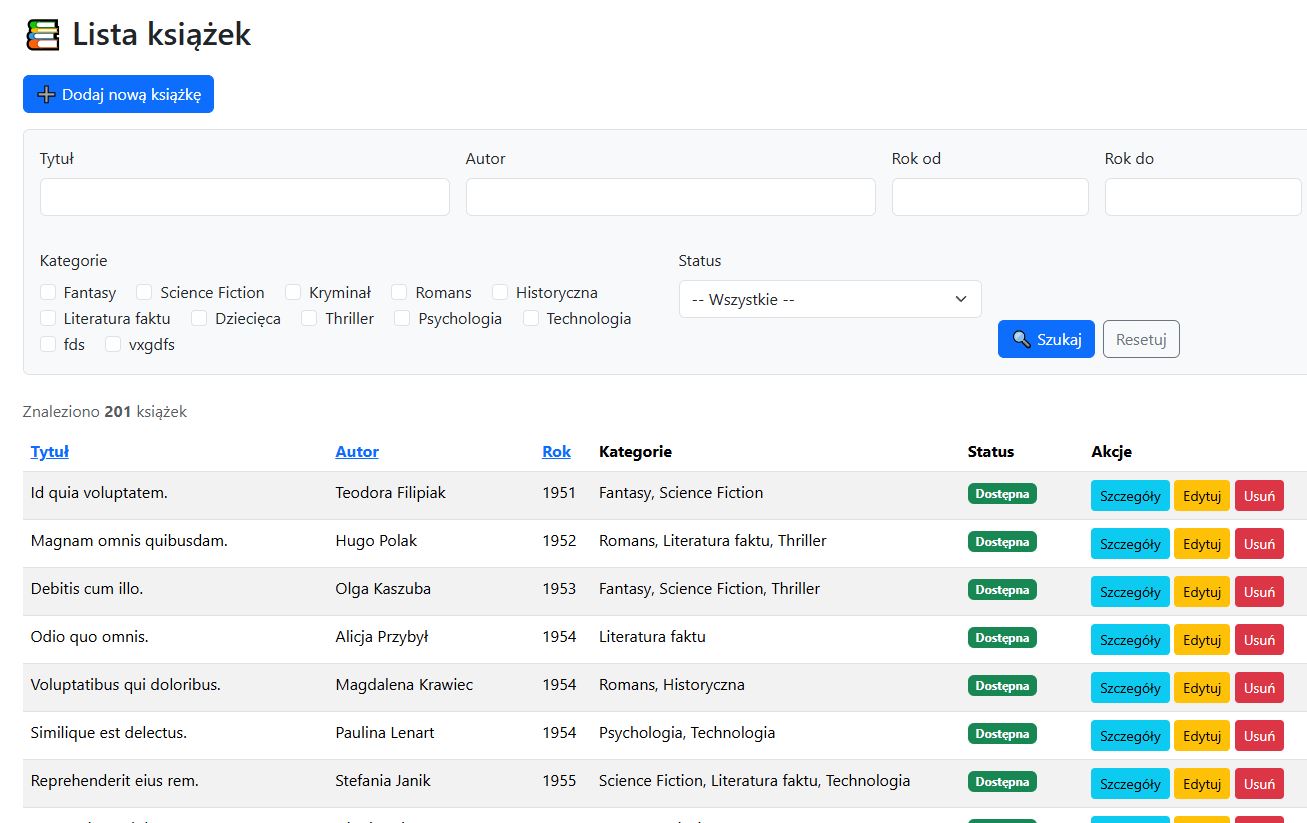 Lista książek
Dodaj nową książkę
Tytuł Autor Rok od Rok do
Kategorie Status
Fantasy Science Fiction Kryminał Romans Historyczna
-- Wszystkie --
Literatura faktu Dziecięca Thriller Psychologia Technologia
fds vxgdfs
Szukaj Resetuj
Znaleziono 201 książek
Tytuł Autor Rok Kategorie Status Akcje
Id quia voluptatem. Teodora Filipiak 1951 Fantasy, Science Fiction Dostępna Szczegóły Edytuj Usuń
Magnam omnis quibusdam. Hugo Polak 1952 Romans, Literatura faktu, Thriller Dostępna Szczegóły Edytuj Usuń
Debitis cum illo. Olga Kaszuba 1953 Fantasy, Science Fiction, Thriller Dostępna Szczegóły Edytuj Usuń
Odio quo omnis. Alicja Przybył 1954 Literatura faktu Dostępna Szczegóły Edytuj Usuń
Voluptatibus qui doloribus. Magdalena Krawiec 1954 Romans, Historyczna Dostępna Szczegóły Edytuj Usuń
Similique est delectus. Paulina Lenart 1954 Psychologia, Technologia Dostępna Szczegóły Edytuj Usuń
Reprehenderit eius rem. Stefania Janik 1955 Science Fiction, Literatura faktu, Technologia Dostępna Szczegóły Edytuj Usuń